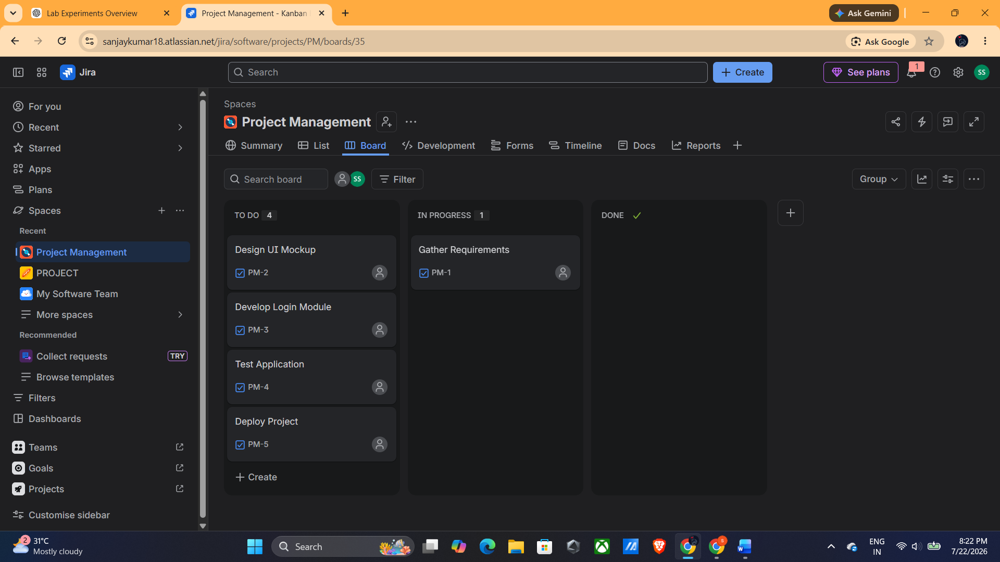 Lab Experiments Overview
Project Management - Kanban
Ask Gemini
sanjaykumar18.atlassian.net/jira/software/projects/PM/boards/35
Ask Google
Jira
Search
Create
See plans
1
SS
For you
Recent
Starred
Apps
Plans
Spaces
Recent
Project Management
PROJECT
My Software Team
More spaces
Recommended
Collect requests
TRY
Browse templates
Filters
Dashboards
Teams
Goals
Projects
Customise sidebar
Spaces
Project Management
Summary
List
Board
Development
Forms
Timeline
Docs
Reports
Search board
SS
Filter
Group
TO DO 4
Design UI Mockup
PM-2
Develop Login Module
PM-3
Test Application
PM-4
Deploy Project
PM-5
Create
IN PROGRESS 1
Gather Requirements
PM-1
DONE
2
31°C
Mostly cloudy
Search
S
W
ENG
IN
8:22 PM
7/22/2026